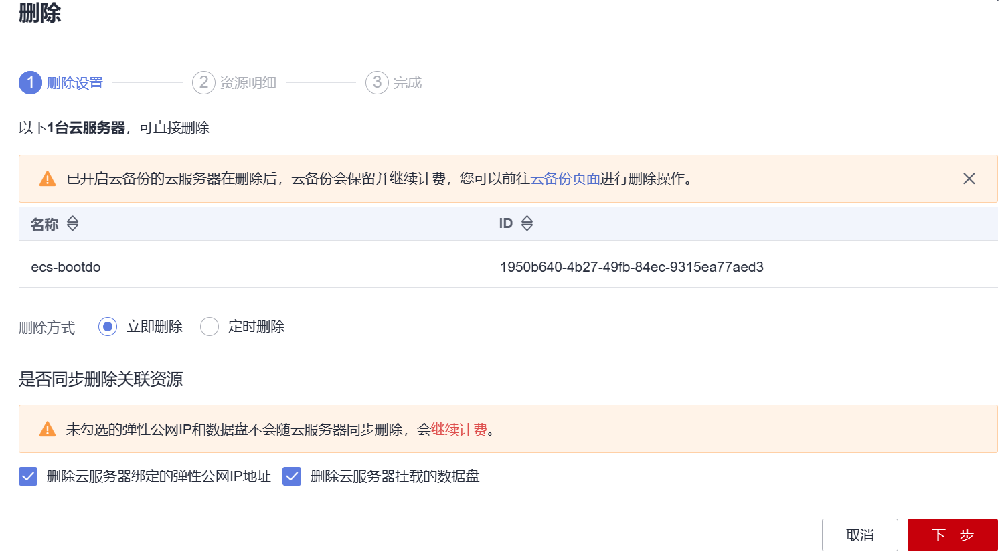 删除
1 删除设置 2 资源明细 3 完成
以下1台云服务器，可直接删除
已开启云备份的云服务器在删除后，云备份会保留并继续计费，您可以前往云备份页面进行删除操作。
名称 ID
ecs-bootdo 1950b640-4b27-49fb-84ec-9315ea77aed3
删除方式 立即删除 定时删除
是否同步删除关联资源
未勾选的弹性公网IP和数据盘不会随云服务器同步删除，会继续计费。
删除云服务器绑定的弹性公网IP地址 删除云服务器挂载的数据盘
取消 下一步